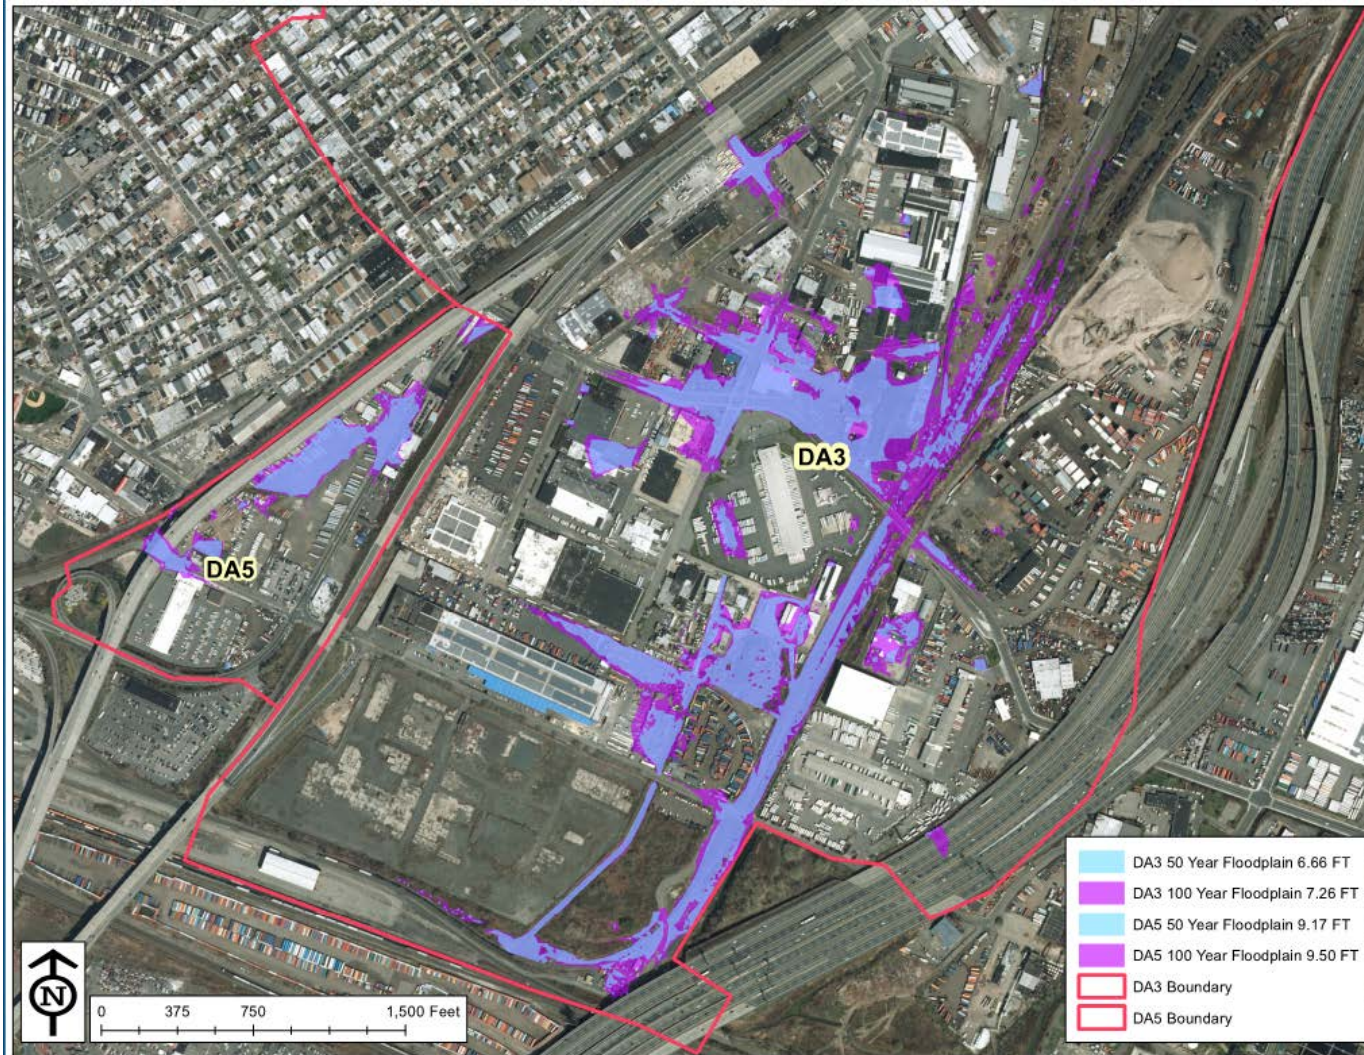 DA3
DA5
DA3 50 Year Floodplain 6.66 FT
DA3 100 Year Floodplain 7.26 FT
DA5 50 Year Floodplain 9.17 FT
DA5 100 Year Floodplain 9.50 FT
DA3 Boundary
DA5 Boundary
N
0 375 750 1,500 Feet